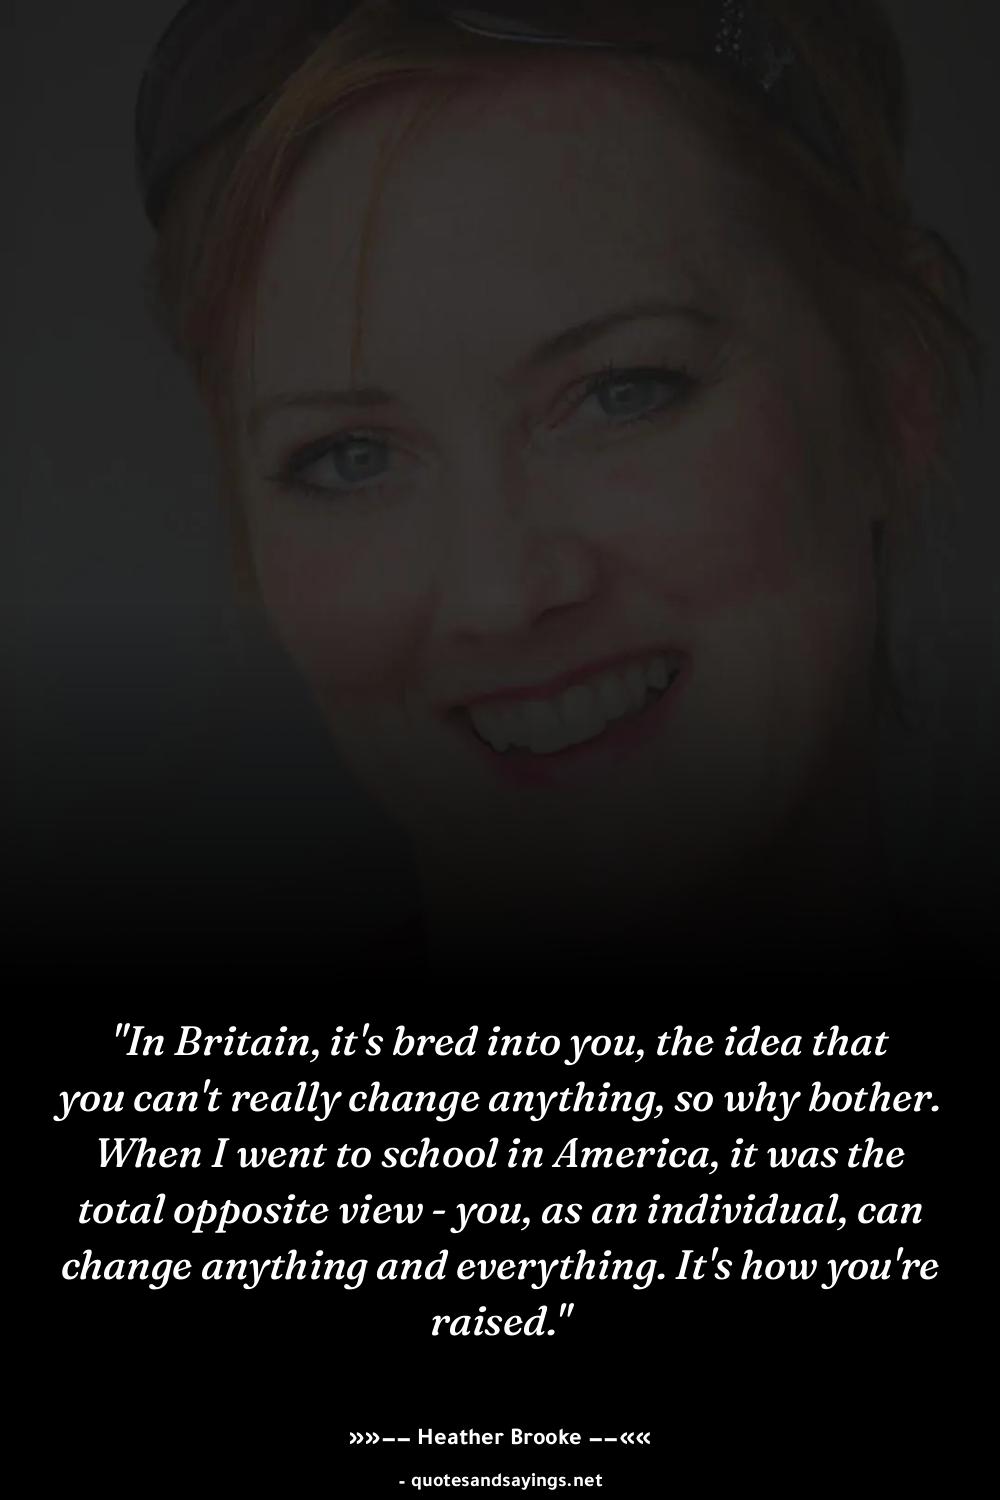 "In Britain, it's bred into you, the idea that
you can't really change anything, so why bother.
When I went to school in America, it was the
total opposite view - you, as an individual, can
change anything and everything. It's how you're
raised."
»»-- Heather Brooke --««
- quotesandsayings.net